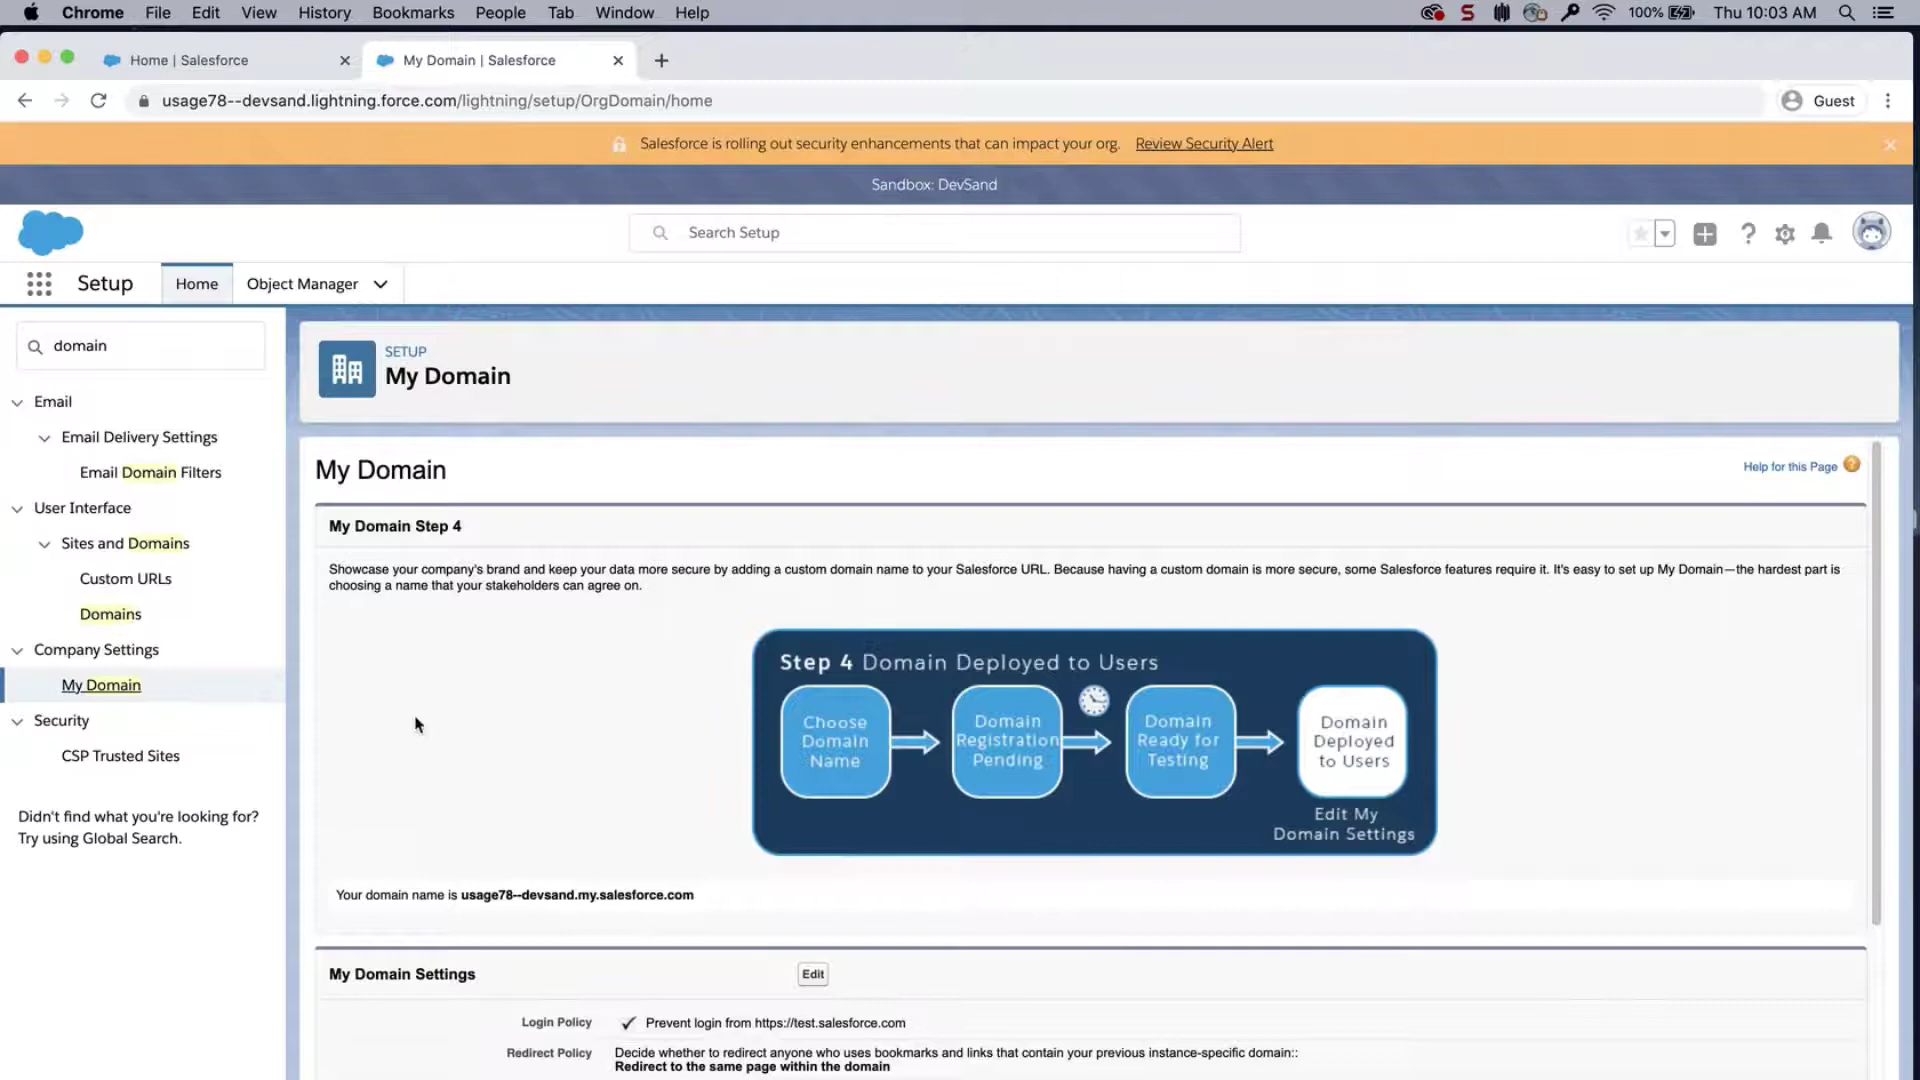 Chrome File Edit View History Bookmarks People Tab Window Help 100% Thu 10:03 AM
Home | Salesforce My Domain | Salesforce
usage78--devsand.lightning.force.com/lightning/setup/OrgDomain/home Guest
Salesforce is rolling out security enhancements that can impact your org. Review Security Alert
Sandbox: DevSand
Search Setup
Setup Home Object Manager
domain
Email
Email Delivery Settings
Email Domain Filters
User Interface
Sites and Domains
Custom URLs
Domains
Company Settings
My Domain
Security
CSP Trusted Sites
Didn't find what you're looking for?
Try using Global Search.
SETUP
My Domain
My Domain
Help for this Page
My Domain Step 4
Showcase your company's brand and keep your data more secure by adding a custom domain name to your Salesforce URL. Because having a custom domain is more secure, some Salesforce features require it. It's easy to set up My Domain—the hardest part is
choosing a name that your stakeholders can agree on.
Step 4 Domain Deployed to Users
Choose
Domain
Name
Domain
Registration
Pending
Domain
Ready for
Testing
Domain
Deployed
to Users
Edit My
Domain Settings
Your domain name is usage78--devsand.my.salesforce.com
My Domain Settings Edit
Login Policy Prevent login from https://test.salesforce.com
Redirect Policy Decide whether to redirect anyone who uses bookmarks and links that contain your previous instance-specific domain::
Redirect to the same page within the domain